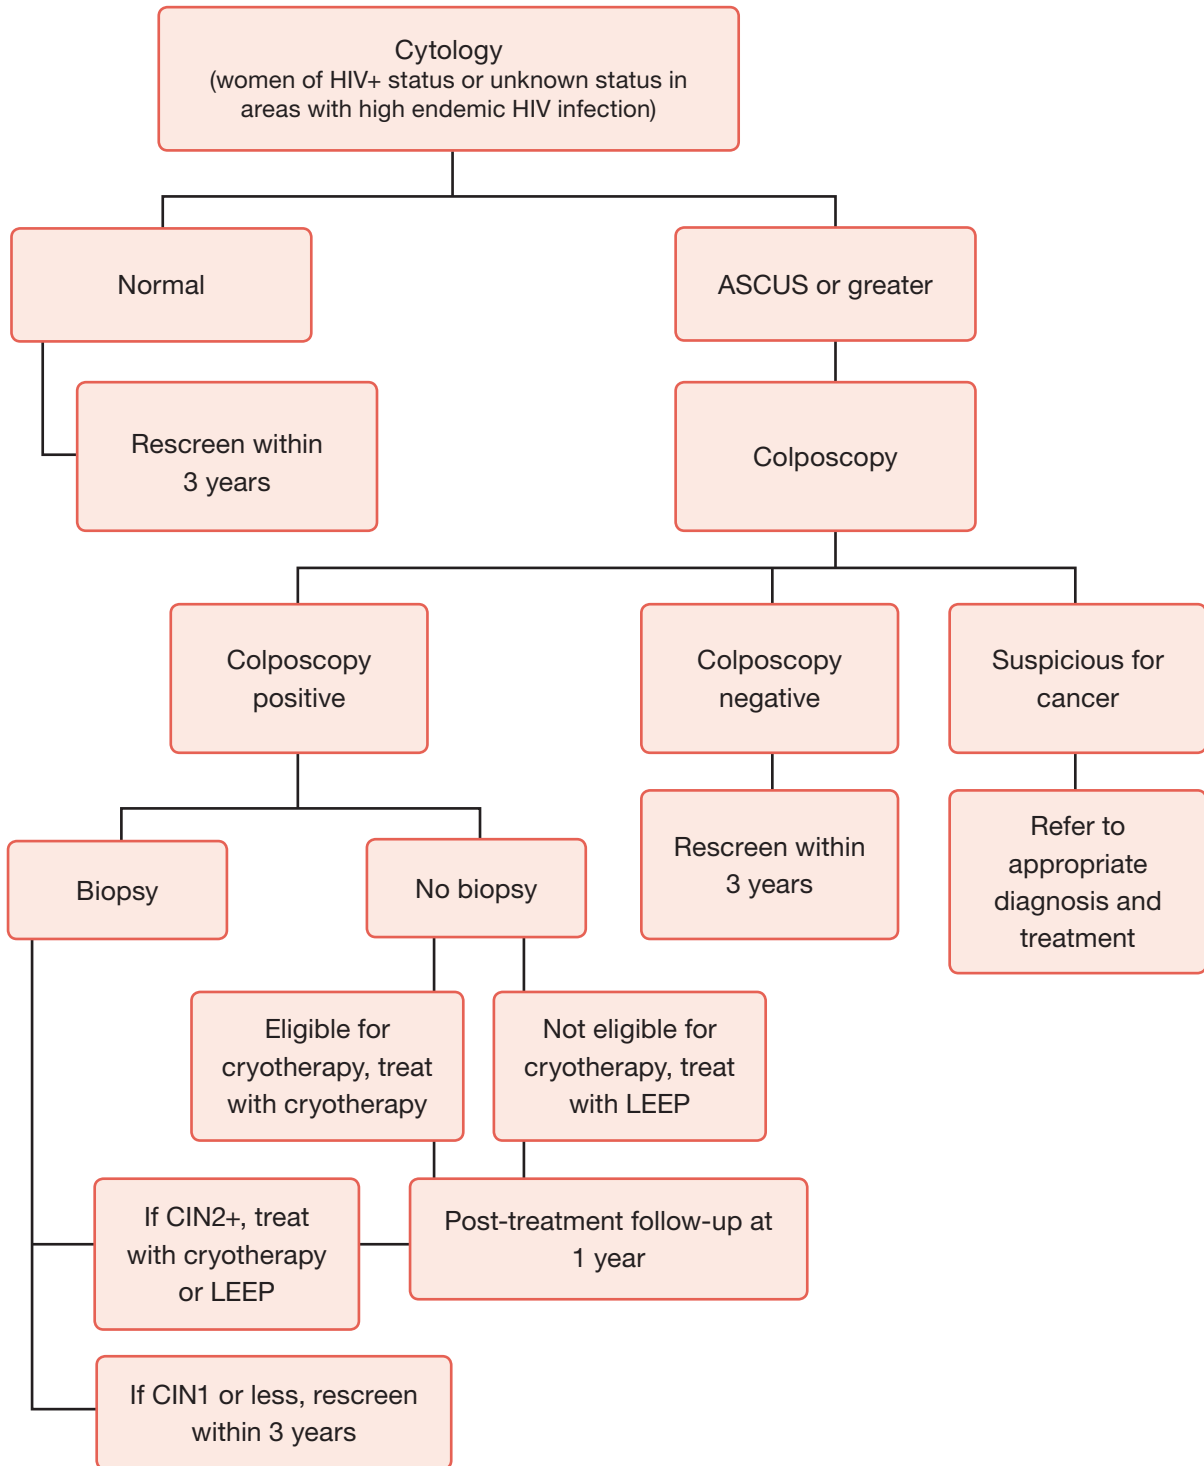 Cytology
(women of HIV+ status or unknown status in
areas with high endemic HIV infection)
Normal
ASCUS or greater
Rescreen within
3 years
Colposcopy
Colposcopy
positive
Colposcopy
negative
Suspicious for
cancer
Biopsy
No biopsy
Rescreen within
3 years
Refer to
appropriate
diagnosis and
treatment
Eligible for
cryotherapy, treat
with cryotherapy
Not eligible for
cryotherapy, treat
with LEEP
If CIN2+, treat
with cryotherapy
or LEEP
Post-treatment follow-up at
1 year
If CIN1 or less, rescreen
within 3 years